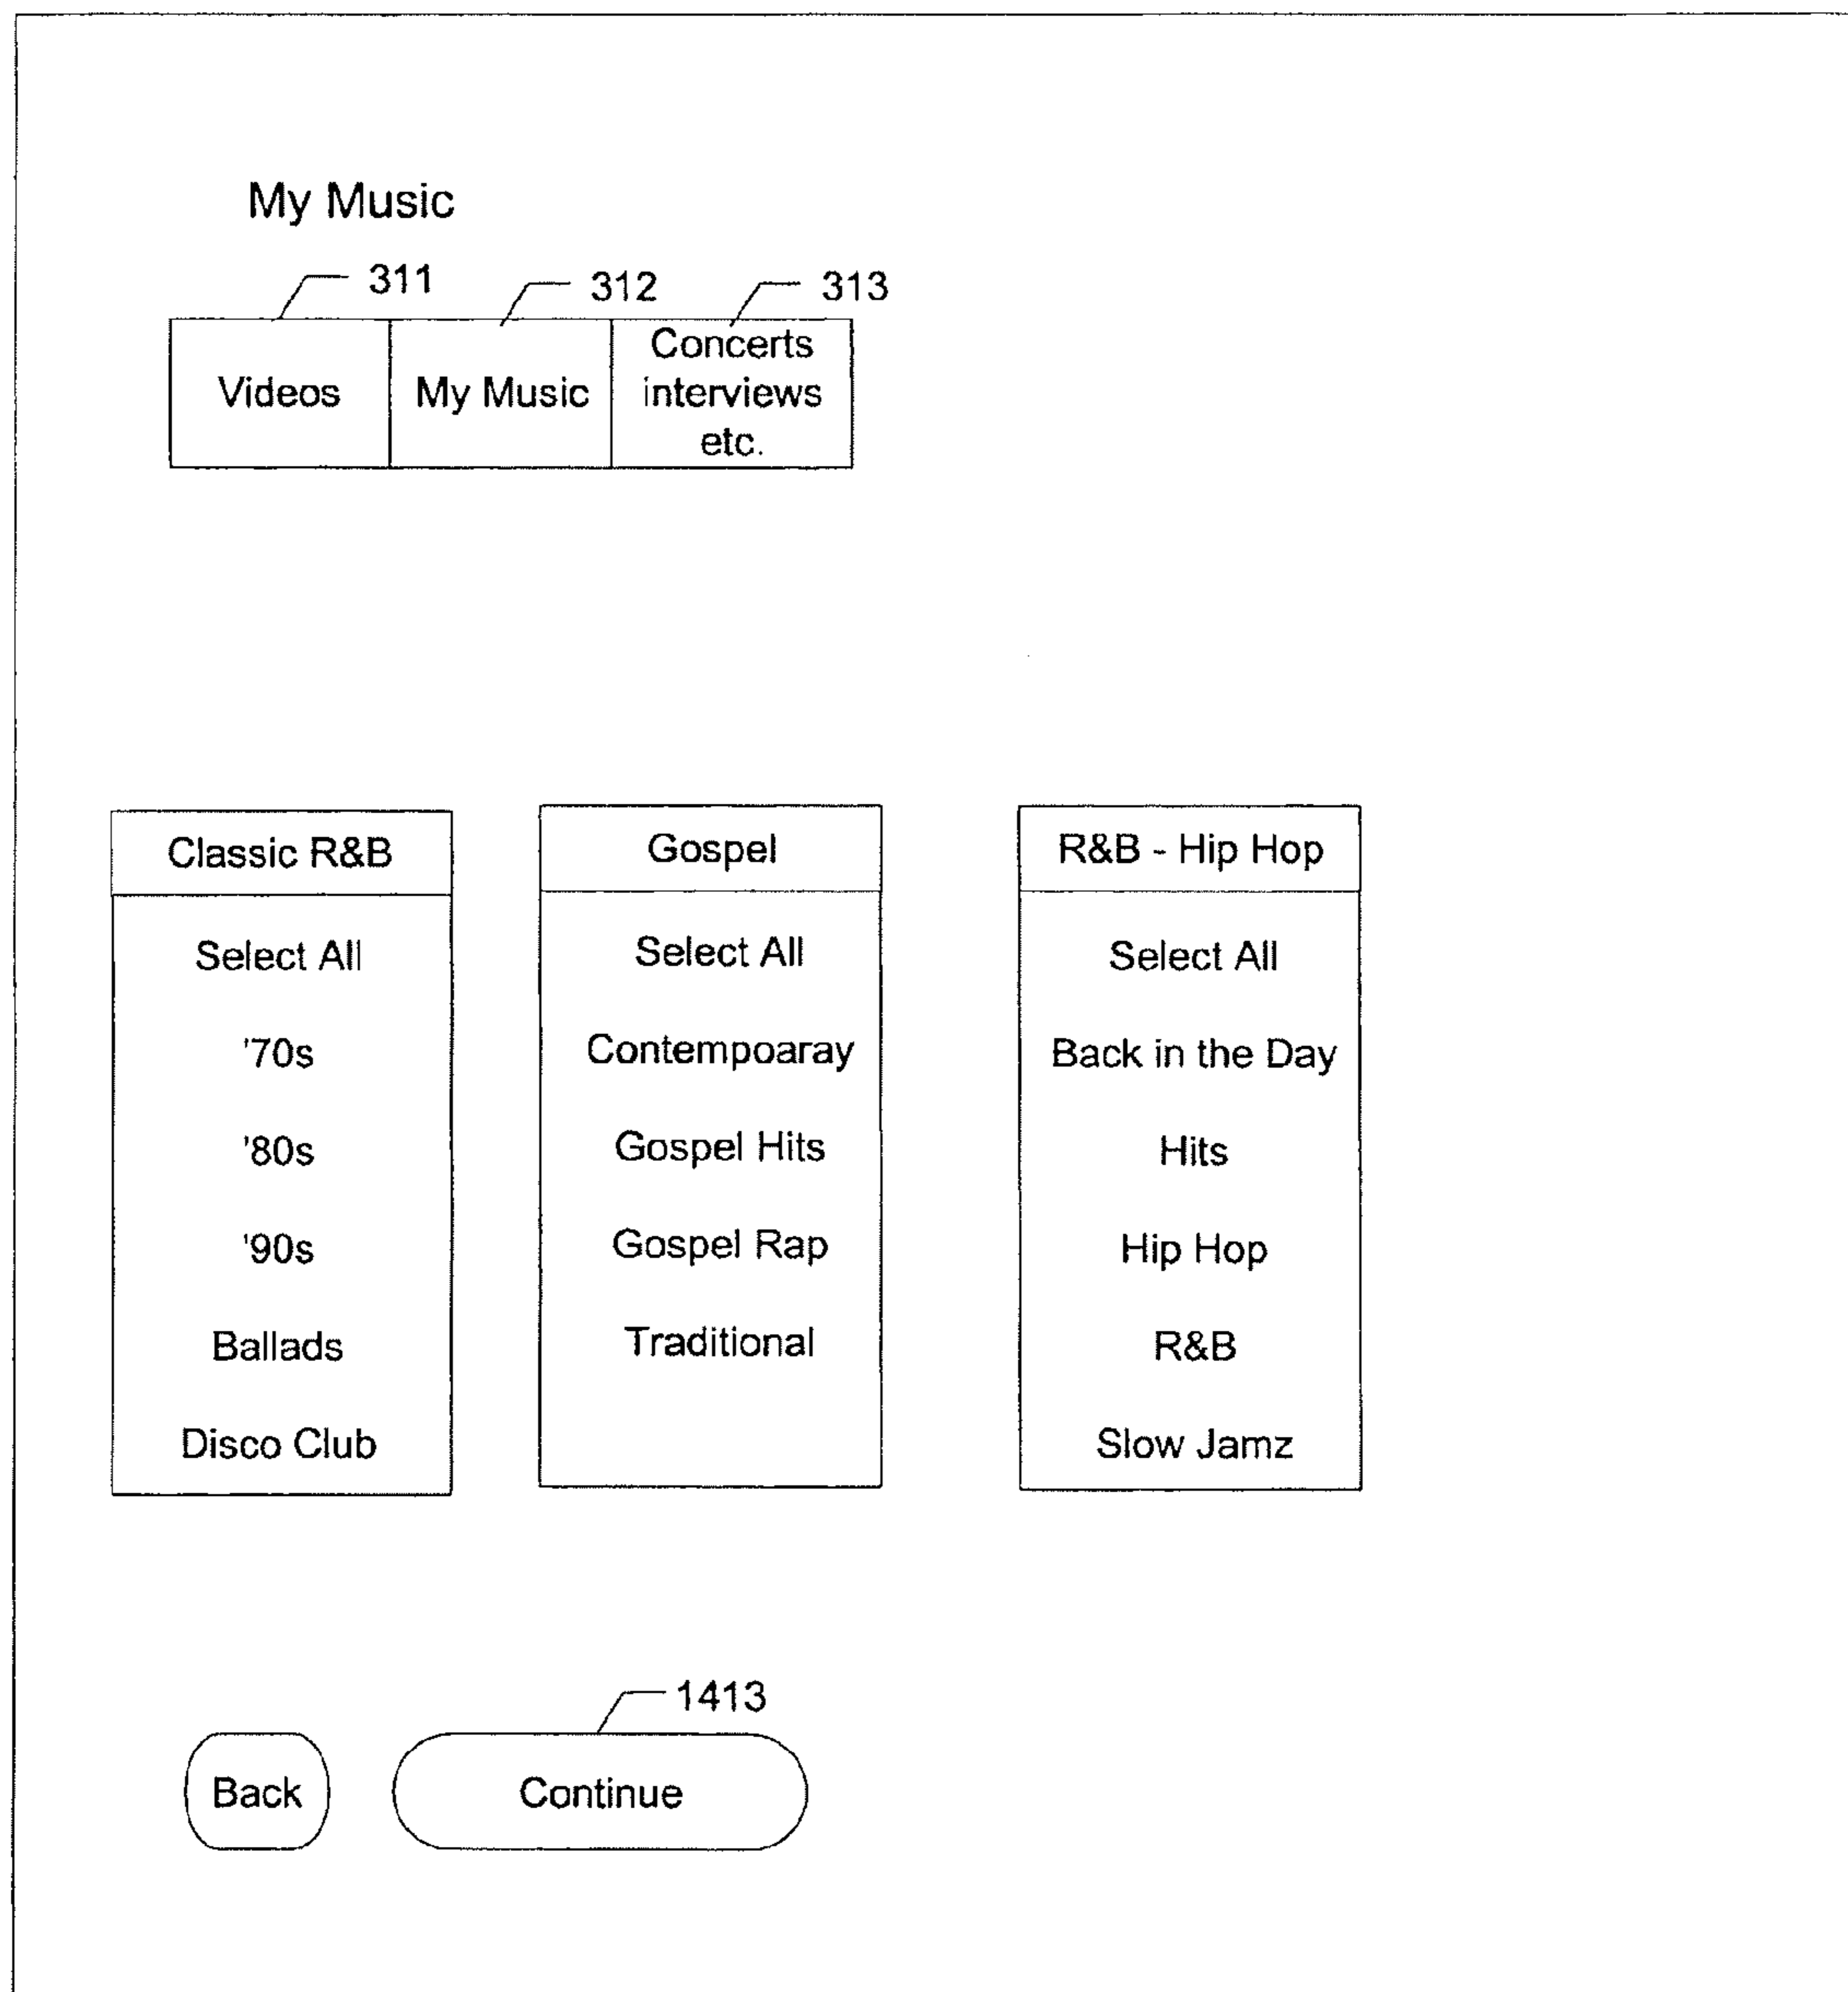 My Music
311
312
313
Videos
My Music
Concerts
interviews
etc.
Classic R&B
Select All
'70s
'80s
'90s
Ballads
Disco Club
Gospel
Select All
Contempoaray
Gospel Hits
Gospel Rap
Traditional
R&B - Hip Hop
Select All
Back in the Day
Hits
Hip Hop
R&B
Slow Jamz
1413
Back
Continue